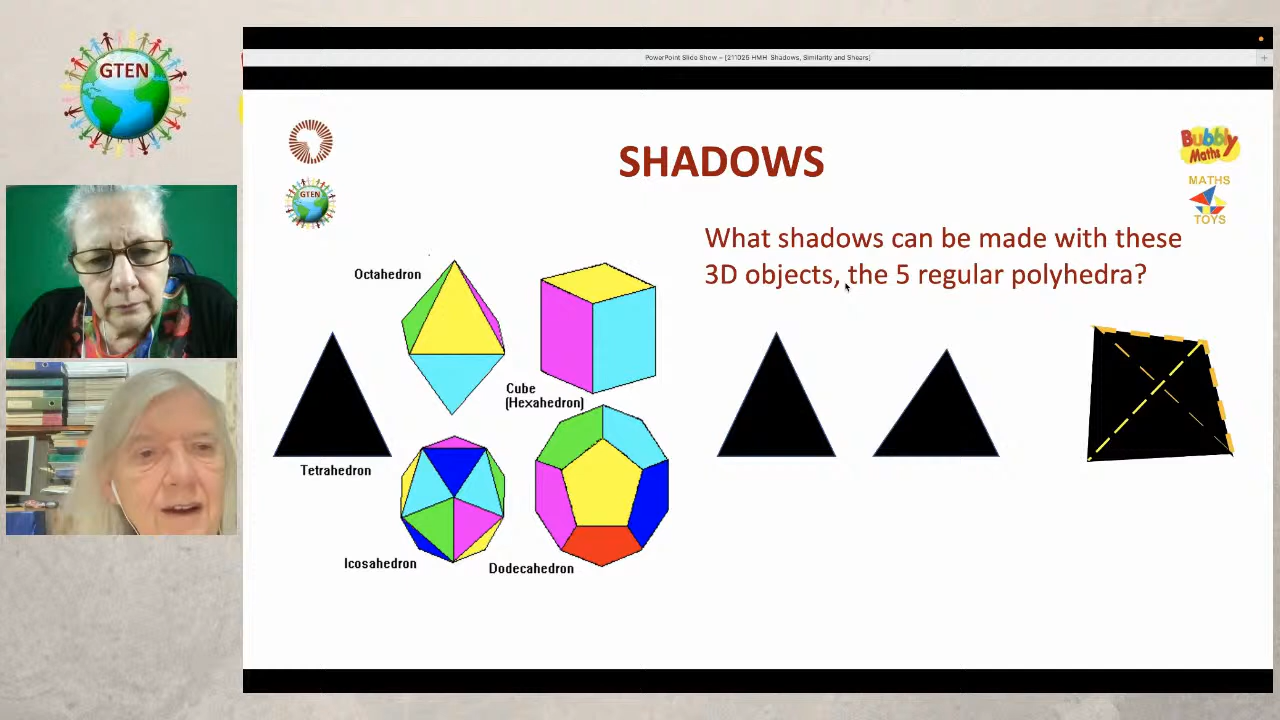 GTEN
PowerPoint Slide Show – [211026 HMH Shadows, Similarity and Shears]
GTEN
SHADOWS
Bubbly
Maths
MATHS
TOYS
What shadows can be made with these
3D objects, the 5 regular polyhedra?
Octahedron
Cube
(Hexahedron)
Tetrahedron
Icosahedron
Dodecahedron